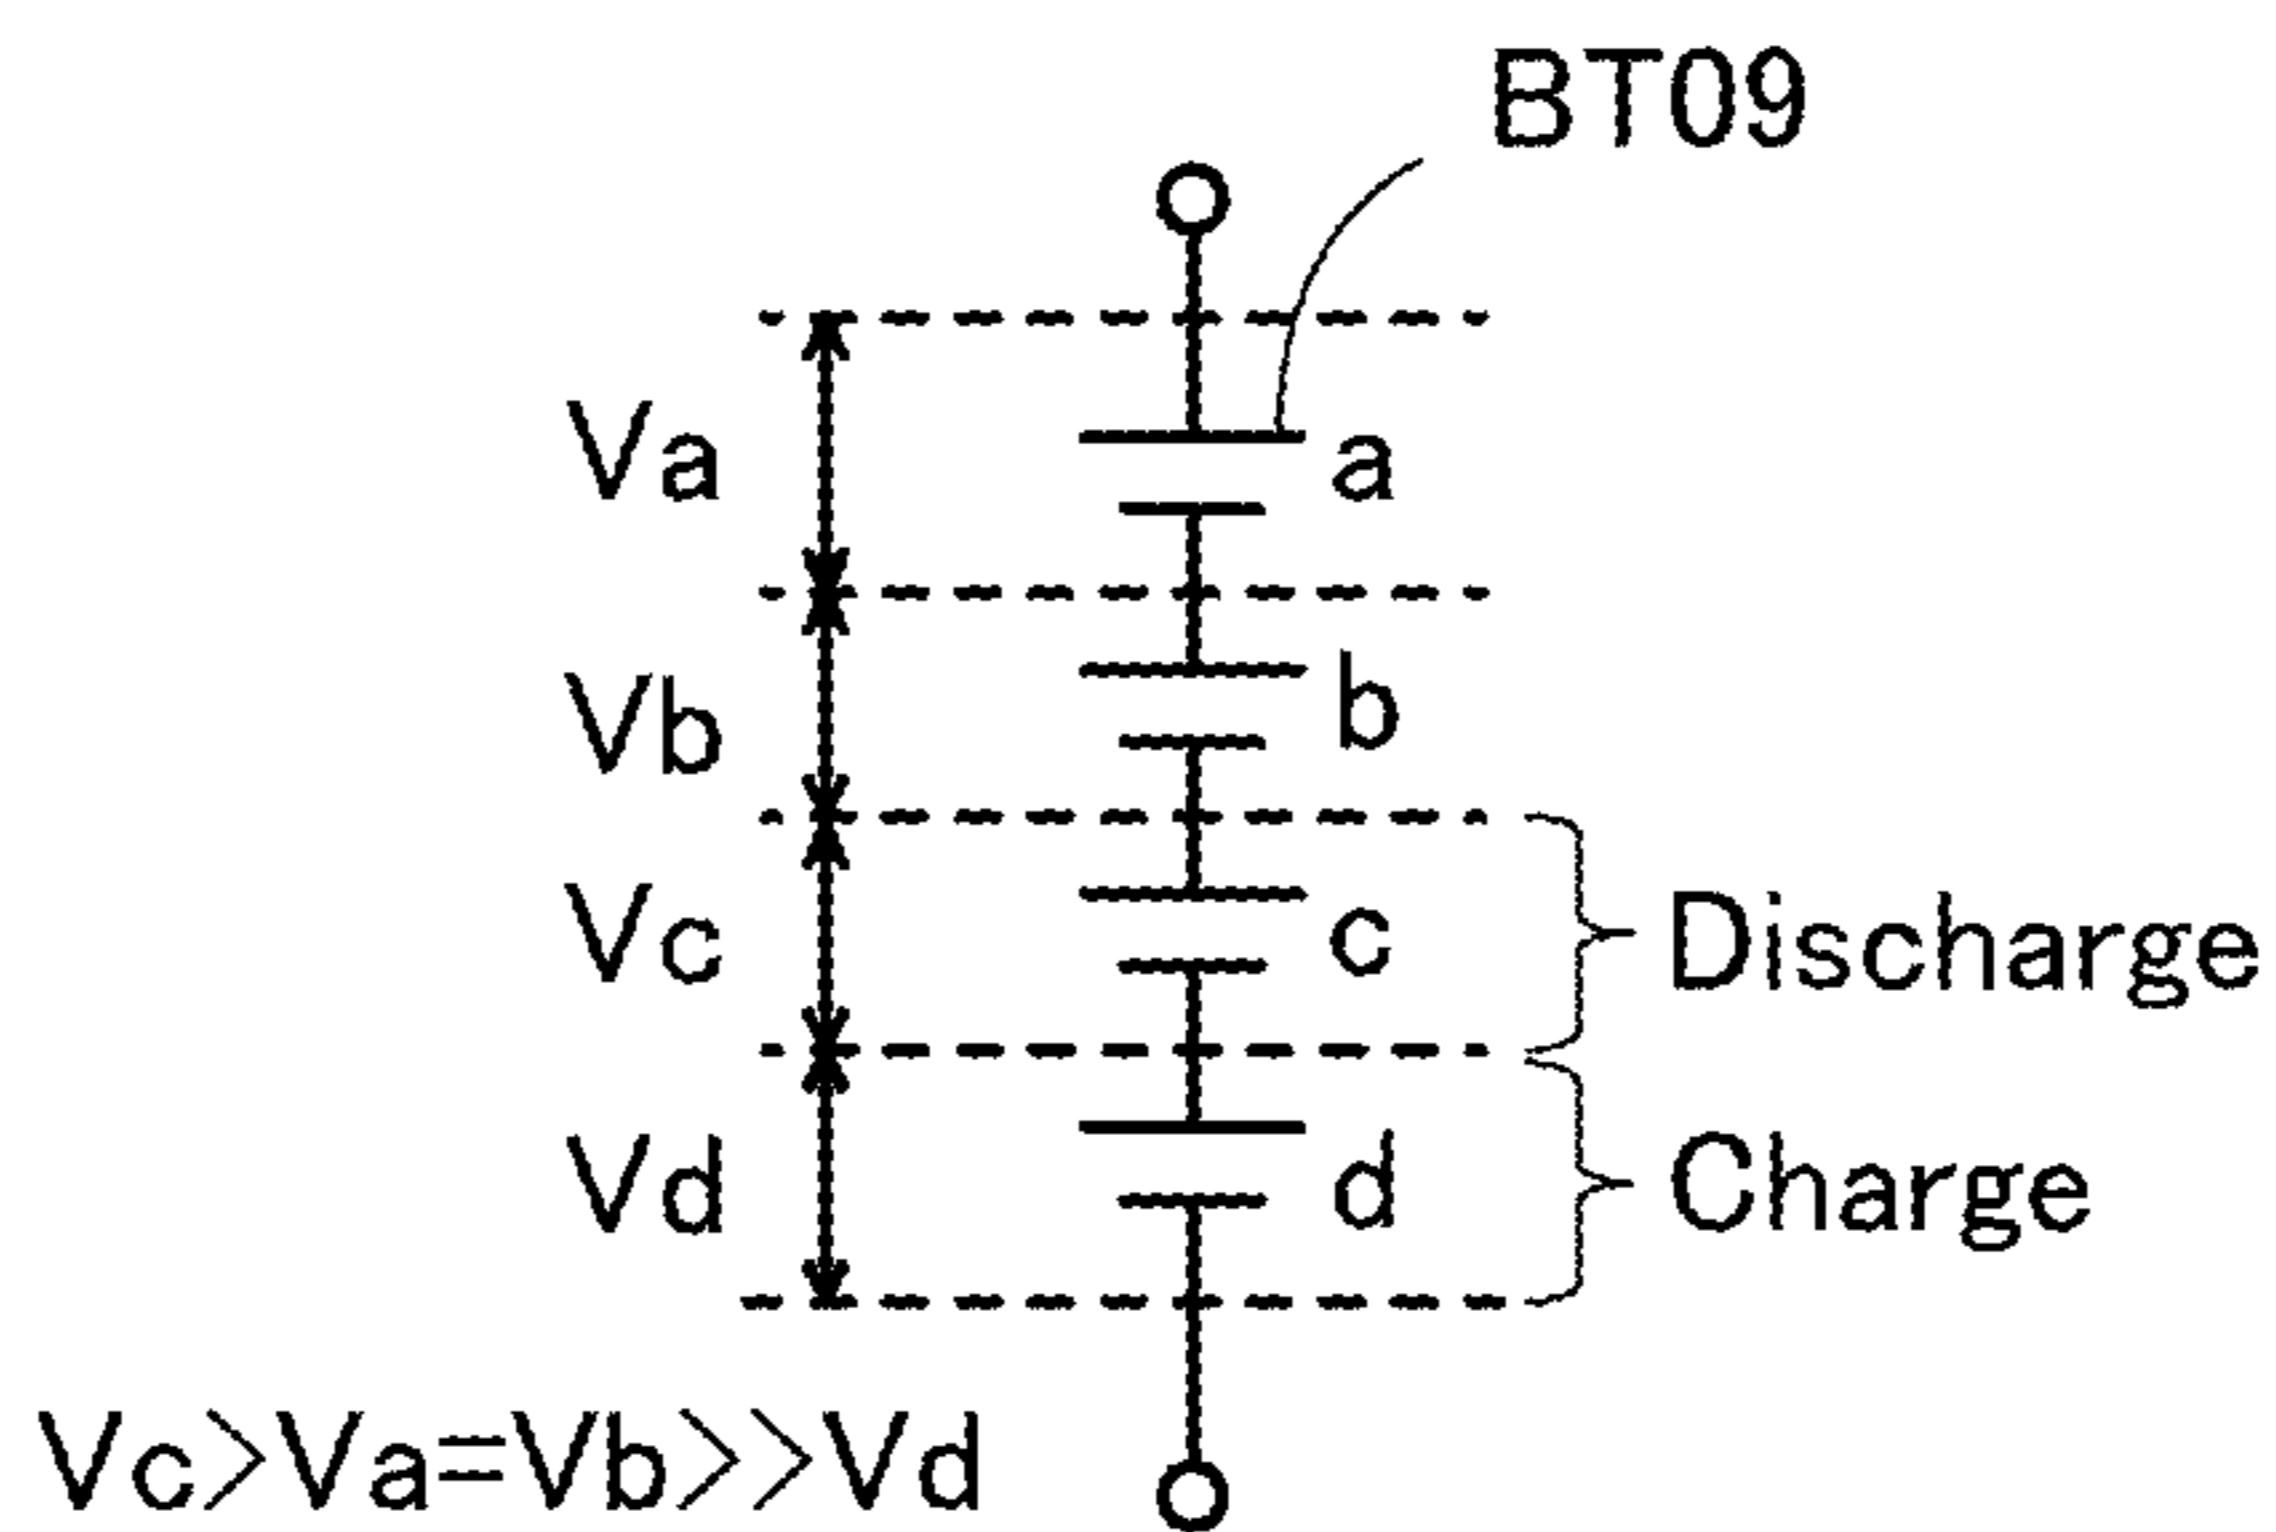 BT09
Va
a
Vb
b
Vc
c
Discharge
Vd
d
Charge
Vc>Va=Vb>>Vd